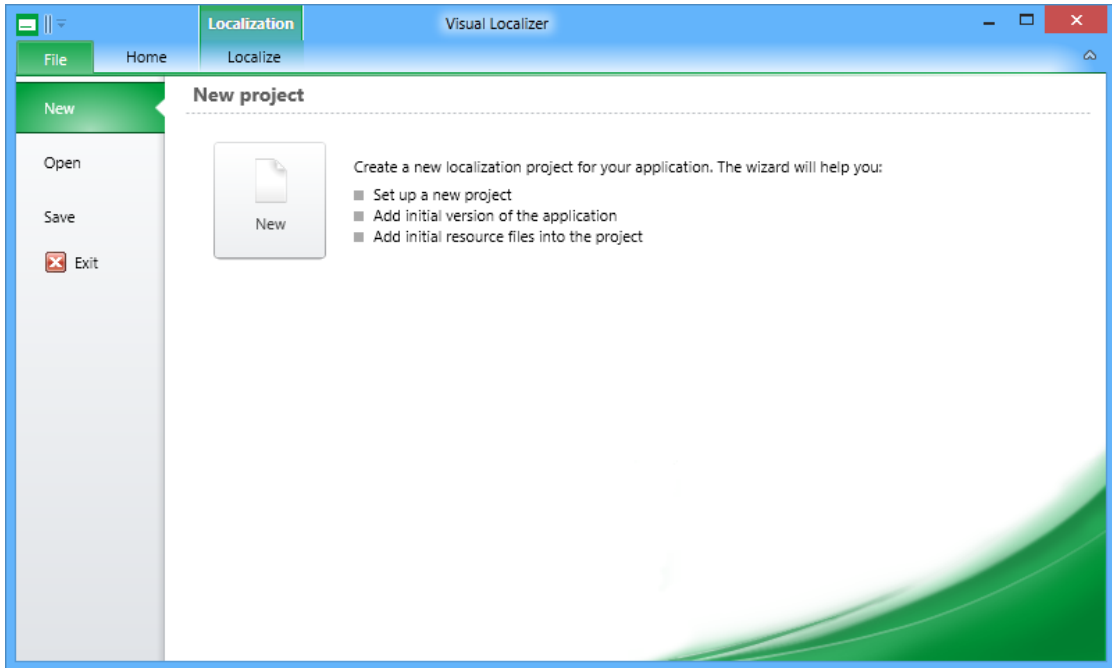 Localization
Visual Localizer
File
Home
Localize
New
New project
Open
Save
Exit
New
Create a new localization project for your application. The wizard will help you:
Set up a new project
Add initial version of the application
Add initial resource files into the project